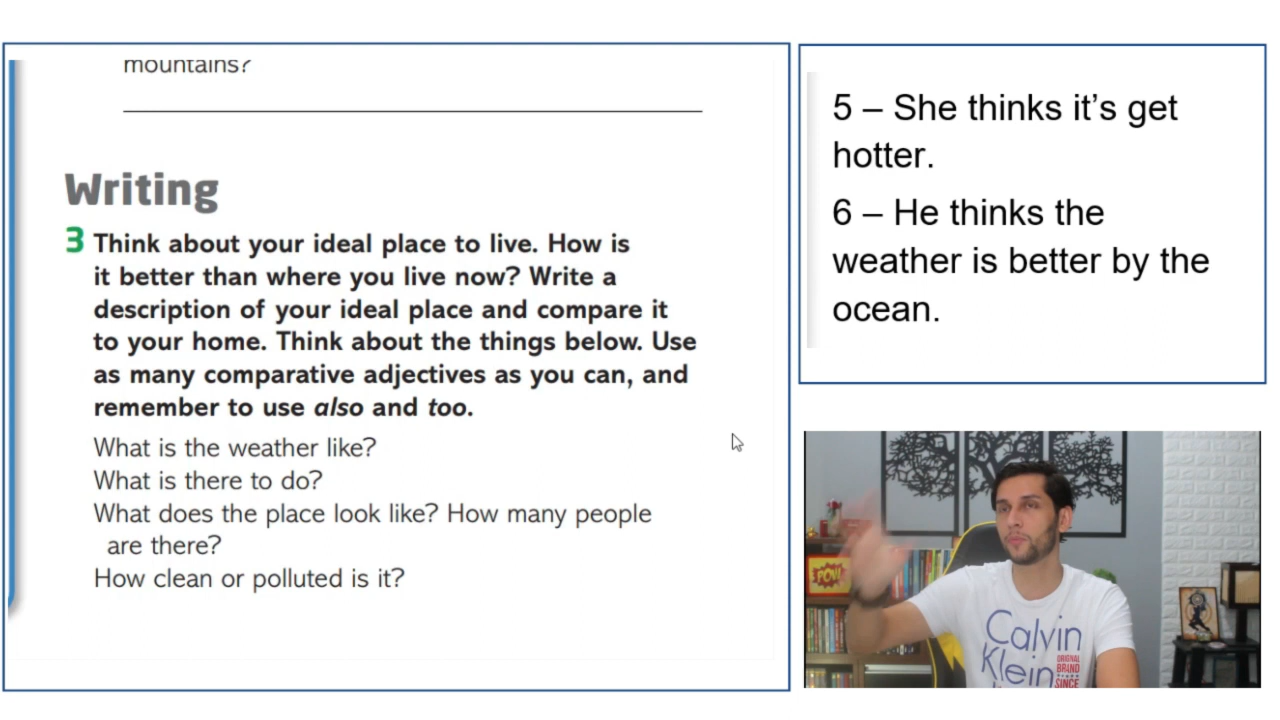 mountains?
Writing
3 Think about your ideal place to live. How is
it better than where you live now? Write a
description of your ideal place and compare it
to your home. Think about the things below. Use
as many comparative adjectives as you can, and
remember to use also and too.
What is the weather like?
What is there to do?
What does the place look like? How many people
are there?
How clean or polluted is it?
5 – She thinks it’s get
hotter.
6 – He thinks the
weather is better by the
ocean.
POW!
Calvin
Klein
ORIGINAL
BRAND
SINCE